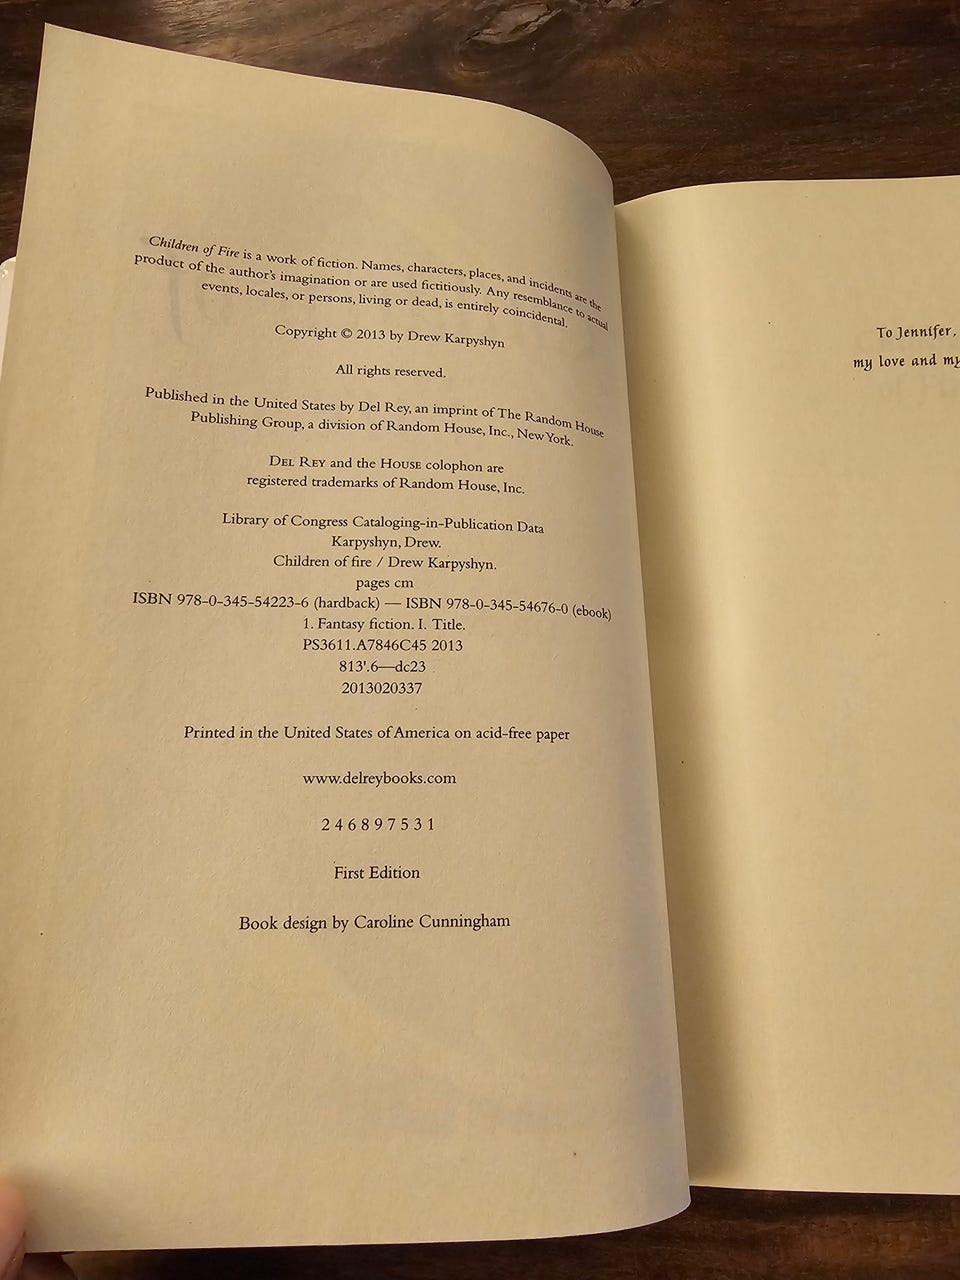 Children of Fire is a work of fiction. Names, characters, places, and incidents are the
product of the author's imagination or are used fictitiously. Any resemblance to actual
events, locales, or persons, living or dead, is entirely coincidental.
Copyright © 2013 by Drew Karpyshyn
All rights reserved.
Published in the United States by Del Rey, an imprint of The Random House
Publishing Group, a division of Random House, Inc., New York.
DEL REY and the HOUSE colophon are
registered trademarks of Random House, Inc.
Library of Congress Cataloging-in-Publication Data
Karpyshyn, Drew.
Children of fire / Drew Karpyshyn.
pages cm
ISBN 978-0-345-54223-6 (hardback) — ISBN 978-0-345-54676-0 (ebook)
1. Fantasy fiction. I. Title.
PS3611.A7846C45 2013
813'.6—dc23
2013020337
Printed in the United States of America on acid-free paper
www.delreybooks.com
2 4 6 8 9 7 5 3 1
First Edition
Book design by Caroline Cunningham
To Jennifer,
my love and my